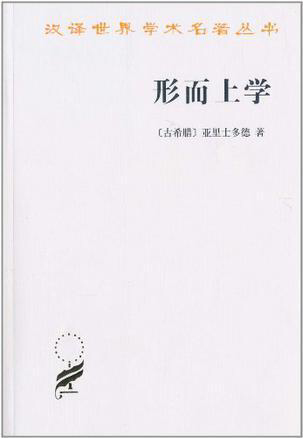 汉译世界学术名著丛书
形而上学
〔古希腊〕亚里士多德 著